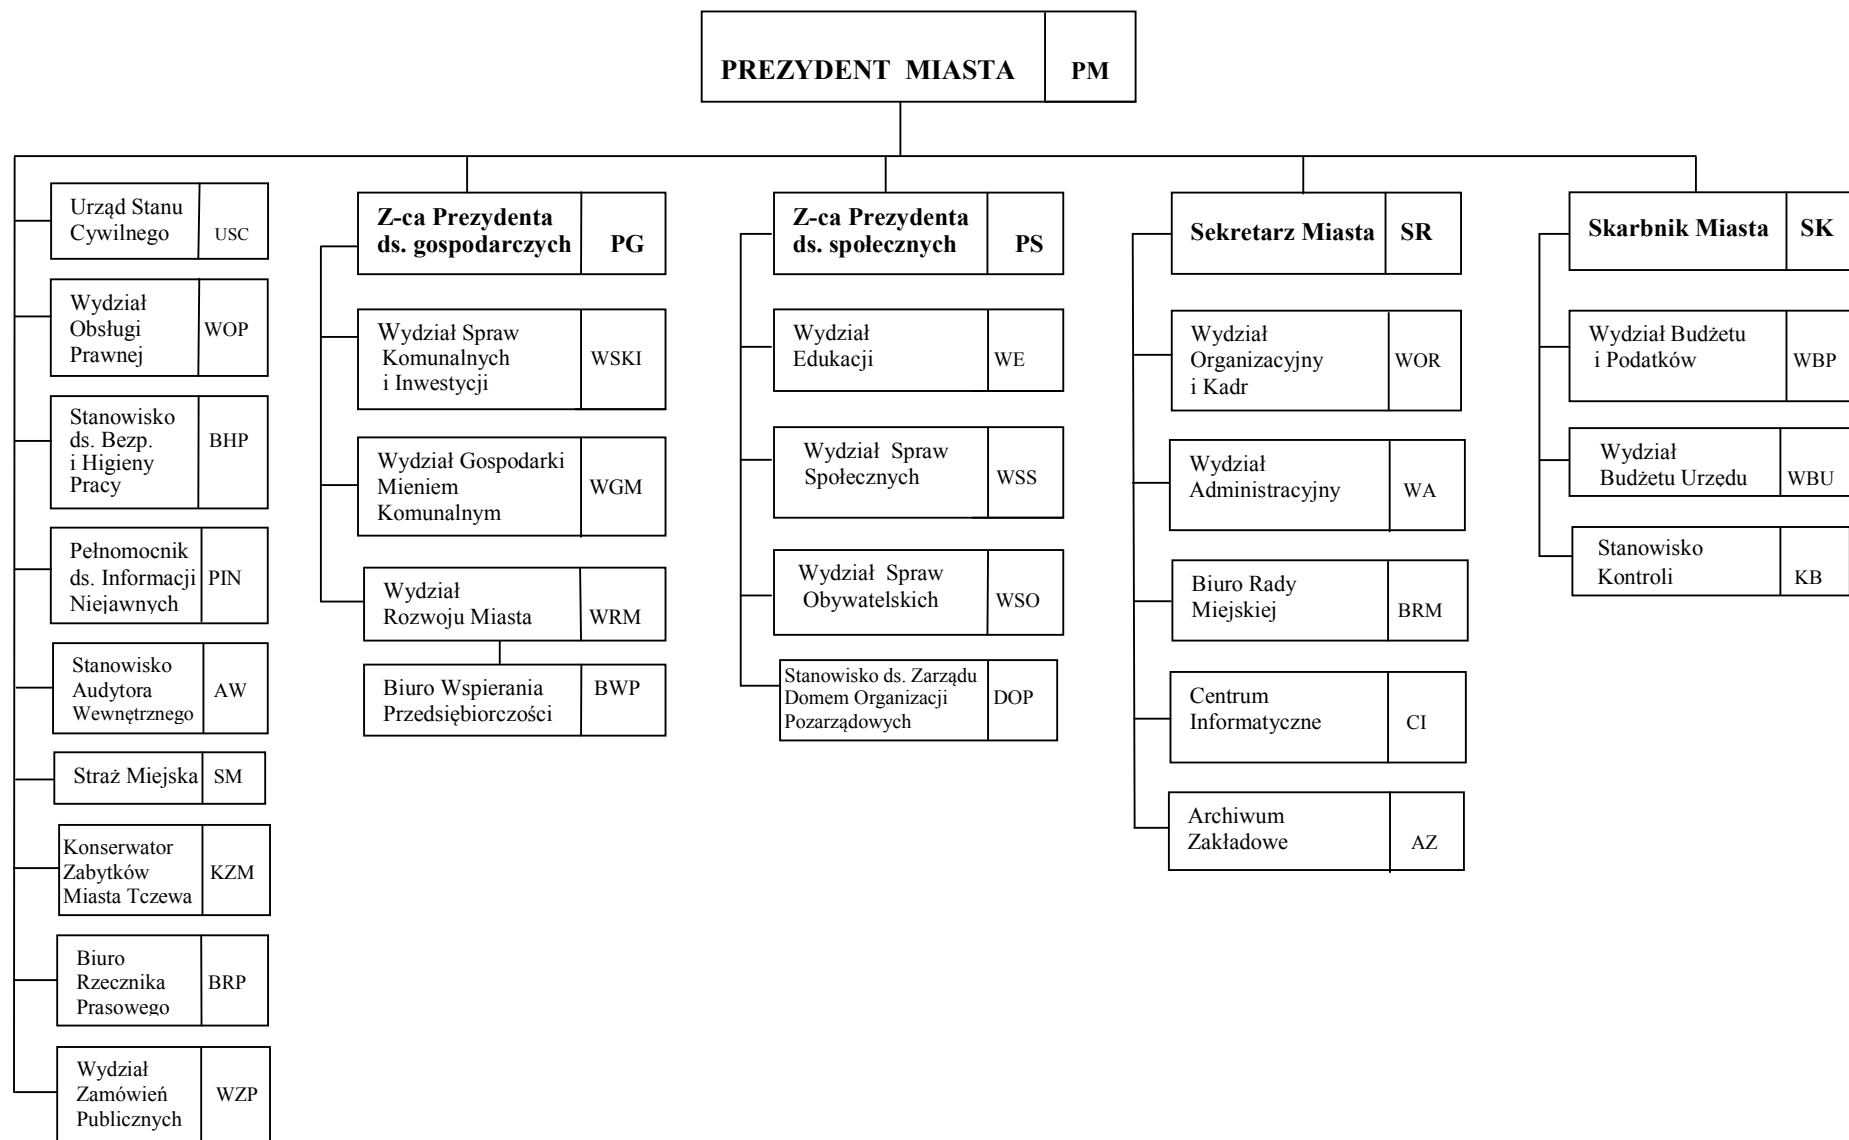 PREZYDENT MIASTA PM
Urząd Stanu
Cywilnego USC
Wydział
Obsługi WOP
Prawnej
Stanowisko
ds. Bezp. BHP
i Higieny
Pracy
Pełnomocnik
ds. Informacji PIN
Niejawnych
Stanowisko
Audytora AW
Wewnętrznego
Straż Miejska SM
Konserwator
Zabytków KZM
Miasta Tczewa
Biuro
Rzecznika BRP
Prasowego
Wydział
Zamówień WZP
Publicznych
Z-ca Prezydenta
ds. gospodarczych PG
Wydział Spraw
Komunalnych WSKI
i Inwestycji
Wydział Gospodarki
Mieniem WGM
Komunalnym
Wydział
Rozwoju Miasta WRM
Biuro Wspierania BWP
Przedsiębiorczości
Z-ca Prezydenta
ds. społecznych PS
Wydział
Edukacji WE
Wydział Spraw
Społecznych WSS
Wydział Spraw
Obywatelskich WSO
Stanowisko ds. Zarządu
Domem Organizacji DOP
Pozarządowych
Sekretarz Miasta SR
Wydział
Organizacyjny WOR
i Kadr
Wydział
Administracyjny WA
Biuro Rady
Miejskiej BRM
Centrum
Informatyczne CI
Archiwum
Zakładowe AZ
Skarbnik Miasta SK
Wydział Budżetu
i Podatków WBP
Wydział
Budżetu Urzędu WBU
Stanowisko
Kontroli KB